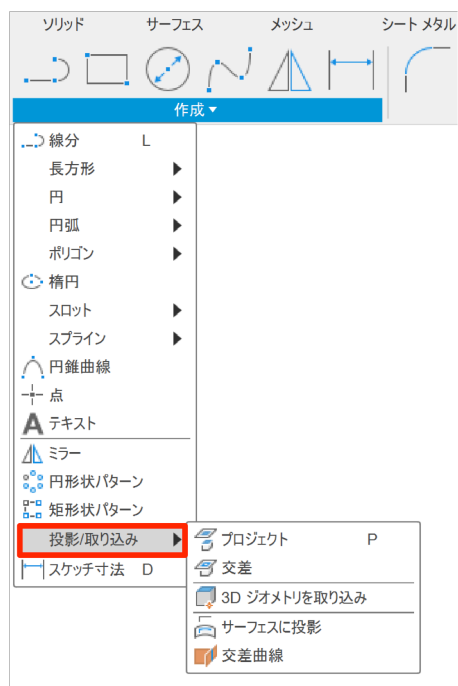 ソリッド サーフェス メッシュ シート メタル
作成
線分 L
長方形
円
円弧
ポリゴン
楕円
スロット
スプライン
円錐曲線
点
テキスト
ミラー
円形状パターン
矩形状パターン
投影/取り込み
スケッチ寸法 D
プロジェクト P
交差
3D ジオメトリを取り込み
サーフェスに投影
交差曲線